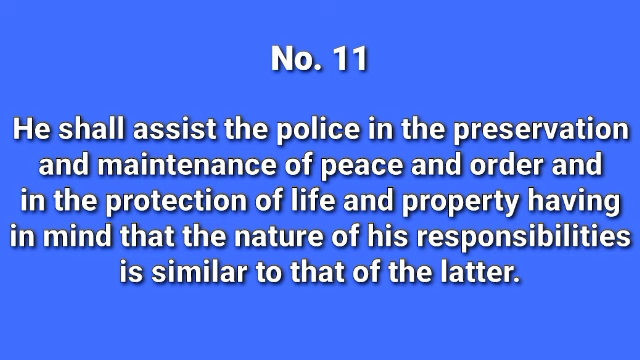 No. 11
He shall assist the police in the preservation
and maintenance of peace and order and
in the protection of life and property having
in mind that the nature of his responsibilities
is similar to that of the latter.